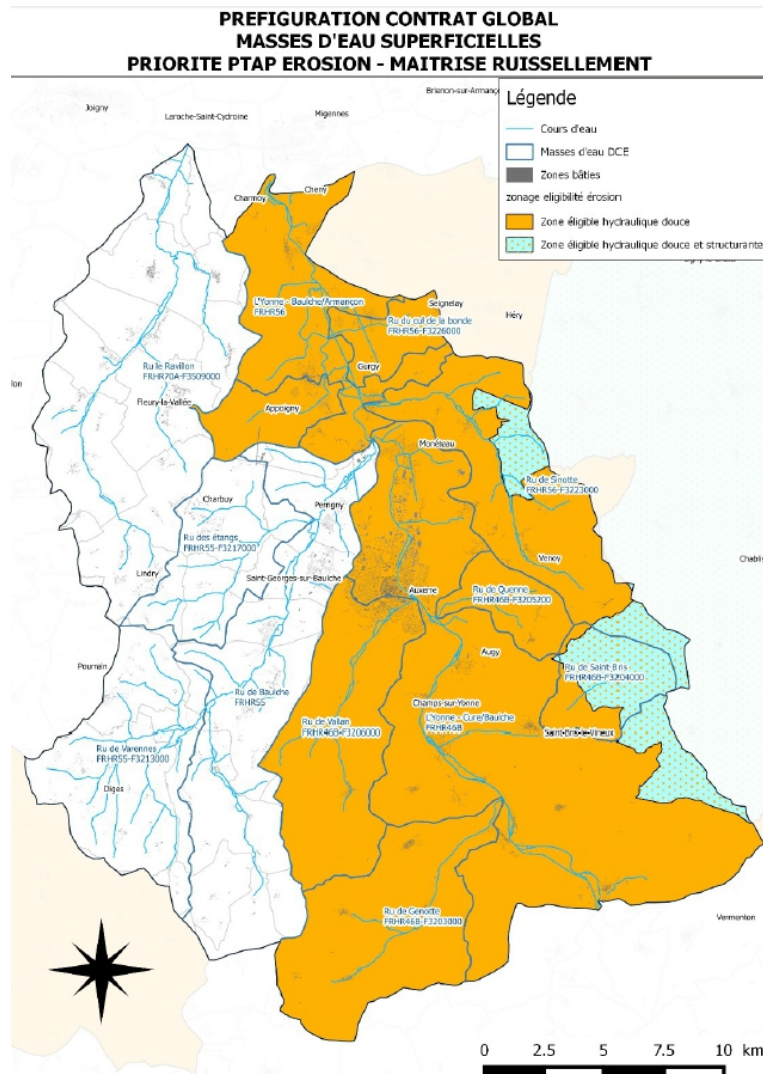 PREFIGURATION CONTRAT GLOBAL
MASSES D'EAU SUPERFICIELLES
PRIORITE PTAP EROSION - MAITRISE RUISSELLEMENT
Légende
Cours d'eau
Masses d'eau DCE
Zones bâties
zonage eligibilité érosion
Zone éligible hydraulique douce
Zone éligible hydraulique douce et structurante
Joigny
Laroche-Saint-Cydroine
Migennes
Brienon-sur-Armançon
Charmoy
Cheny
L'Yonne - Baulche/Armançon
FRHR56
Seignelay
Ru du cul de la bonde
FRHR56-F3226000
Héry
Ru le Ravillon
FRHR70A-F3509000
Gurgy
Fleury-la-Vallée
Appoigny
Monéteau
Ru de Sinotte
FRHR56-F3223000
Charbuy
Perrigny
Ru des étangs
FRHR55-F3217000
Venoy
Chablis
Lindry
Saint-Georges-sur-Baulche
Auxerre
Ru de Quenne
FRHR46B-F3205200
Pourrain
Augy
Ru de Saint-Bris
FRHR46B-F3204000
Ru de Baulche
FRHR55
Champs-sur-Yonne
L'Yonne - Cure/Baulche
FRHR46B
Ru de Vallan
FRHR46B-F3206000
Saint-Bris-le-Vineux
Ru de Varennes
FRHR55-F3213000
Diges
Ru de Genotte
FRHR46B-F3203000
Vermenton
0 2.5 5 7.5 10 km